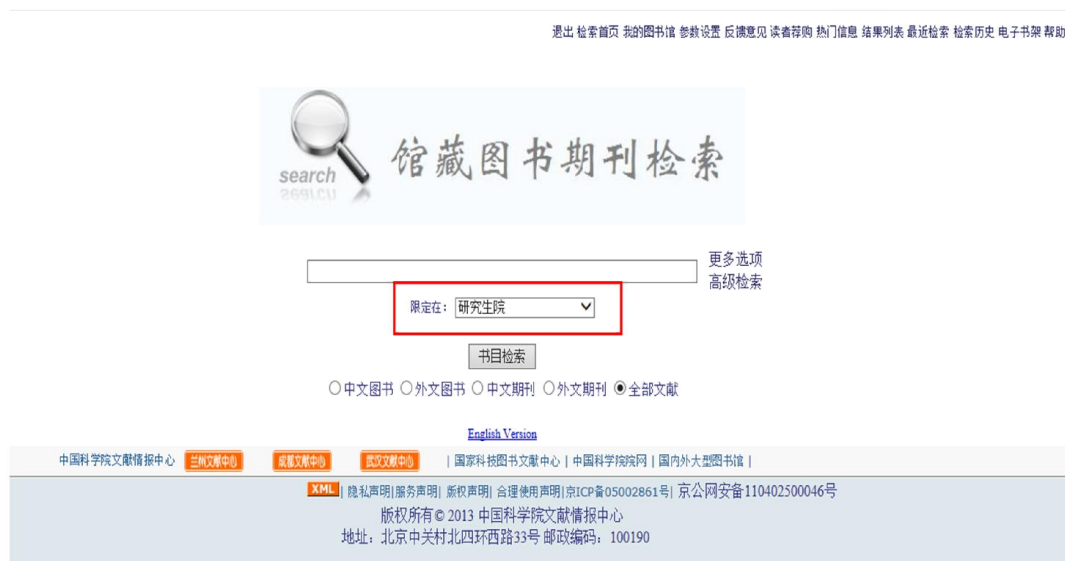 退出 检索首页 我的图书馆 参数设置 反馈意见 读者荐购 热门信息 结果列表 最近检索 检索历史 电子书架 帮助
search
馆藏图书期刊检索
更多选项
高级检索
限定在： 研究生院
书目检索
中文图书 外文图书 中文期刊 外文期刊 全部文献
English Version
中国科学院文献情报中心 兰州文献中心 成都文献中心 武汉文献中心 | 国家科技图书文献中心 | 中国科学院院网 | 国内外大型图书馆 |
XML | 隐私声明|服务声明| 版权声明| 合理使用声明|京ICP备05002861号| 京公网安备110402500046号
版权所有© 2013 中国科学院文献情报中心
地址：北京中关村北四环西路33号 邮政编码：100190